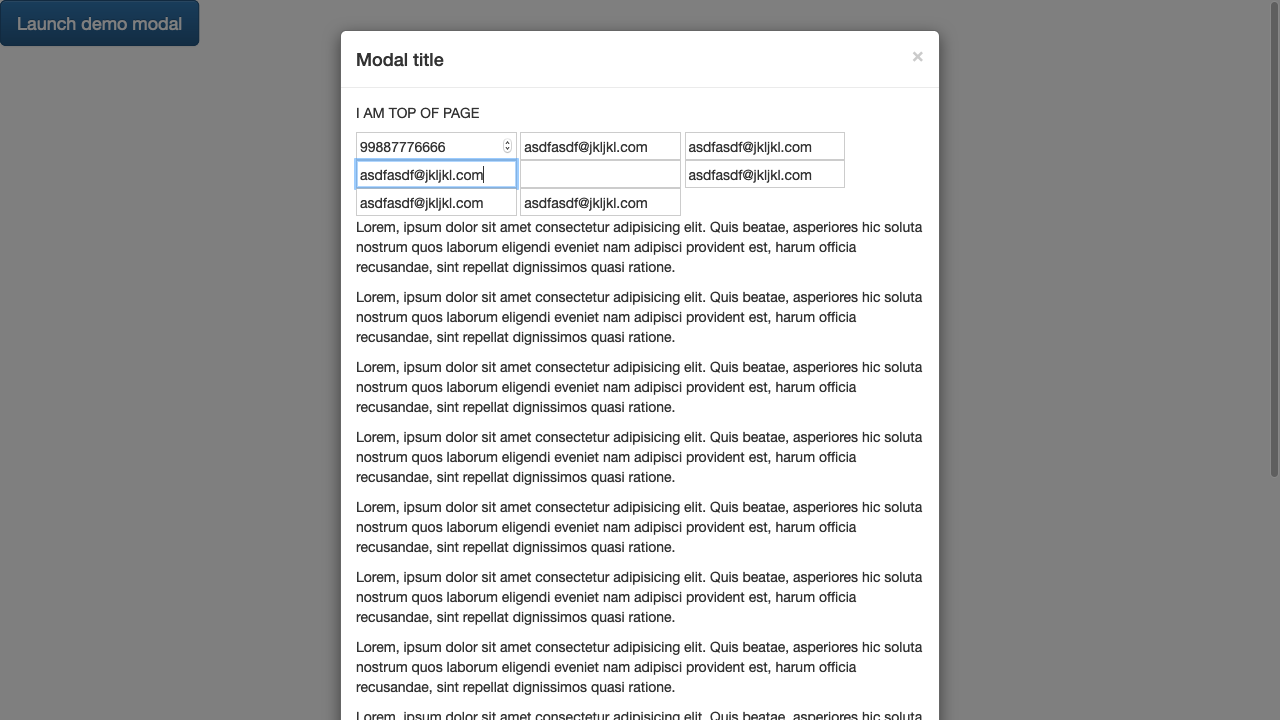 Launch demo modal
Modal title
×
I AM TOP OF PAGE
99887776666 asdfasdf@jkljkl.com asdfasdf@jkljkl.com
asdfasdf@jkljkl.com asdfasdf@jkljkl.com
asdfasdf@jkljkl.com asdfasdf@jkljkl.com
Lorem, ipsum dolor sit amet consectetur adipisicing elit. Quis beatae, asperiores hic soluta
nostrum quos laborum eligendi eveniet nam adipisci provident est, harum officia
recusandae, sint repellat dignissimos quasi ratione.
Lorem, ipsum dolor sit amet consectetur adipisicing elit. Quis beatae, asperiores hic soluta
nostrum quos laborum eligendi eveniet nam adipisci provident est, harum officia
recusandae, sint repellat dignissimos quasi ratione.
Lorem, ipsum dolor sit amet consectetur adipisicing elit. Quis beatae, asperiores hic soluta
nostrum quos laborum eligendi eveniet nam adipisci provident est, harum officia
recusandae, sint repellat dignissimos quasi ratione.
Lorem, ipsum dolor sit amet consectetur adipisicing elit. Quis beatae, asperiores hic soluta
nostrum quos laborum eligendi eveniet nam adipisci provident est, harum officia
recusandae, sint repellat dignissimos quasi ratione.
Lorem, ipsum dolor sit amet consectetur adipisicing elit. Quis beatae, asperiores hic soluta
nostrum quos laborum eligendi eveniet nam adipisci provident est, harum officia
recusandae, sint repellat dignissimos quasi ratione.
Lorem, ipsum dolor sit amet consectetur adipisicing elit. Quis beatae, asperiores hic soluta
nostrum quos laborum eligendi eveniet nam adipisci provident est, harum officia
recusandae, sint repellat dignissimos quasi ratione.
Lorem, ipsum dolor sit amet consectetur adipisicing elit. Quis beatae, asperiores hic soluta
nostrum quos laborum eligendi eveniet nam adipisci provident est, harum officia
recusandae, sint repellat dignissimos quasi ratione.
Lorem, ipsum dolor sit amet consectetur adipisicing elit. Quis beatae, asperiores hic soluta